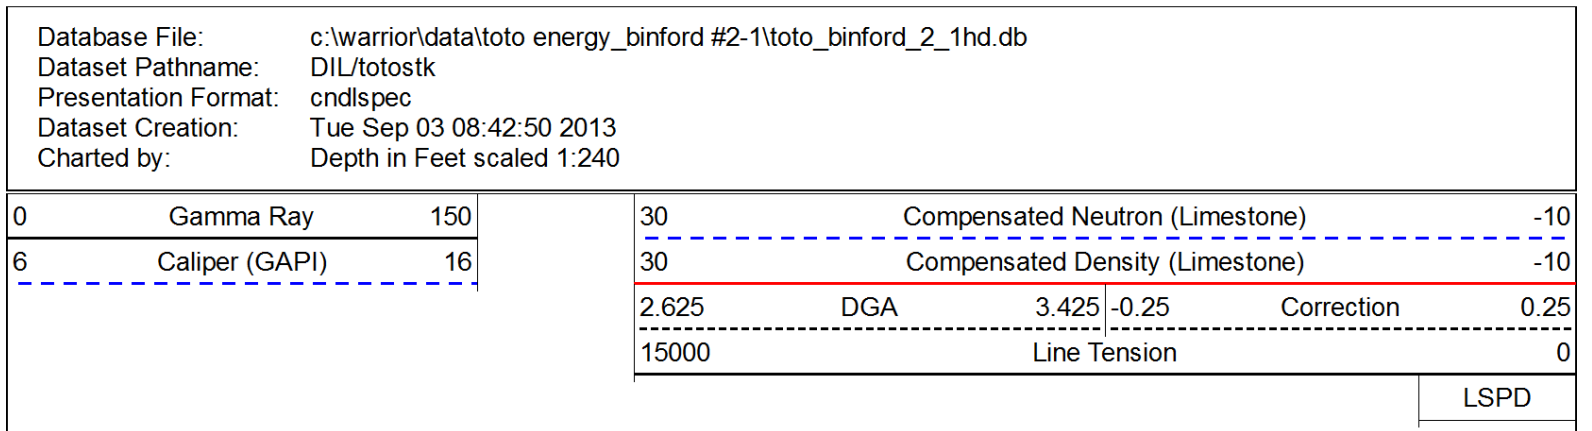 Database File: c:\warrior\data\toto energy_binford #2-1\toto_binford_2_1hd.db
Dataset Pathname: DIL/totostk
Presentation Format: cndlspec
Dataset Creation: Tue Sep 03 08:42:50 2013
Charted by: Depth in Feet scaled 1:240
0 Gamma Ray 150 30 Compensated Neutron (Limestone) -10
6 Caliper (GAPI) 16 30 Compensated Density (Limestone) -10
2.625 DGA 3.425 -0.25 Correction 0.25
15000 Line Tension 0
LSPD